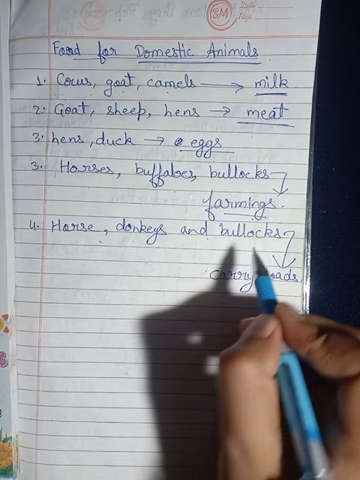 SM
Food for Domestic Animals
1. Cows, goat, camels → milk
2. Goat, sheep, hens → meat
3. hens, duck → eggs
3. Horses, buffaloes, bullocks
farmings.
4. Horse, donkeys and bullocks
carry loads